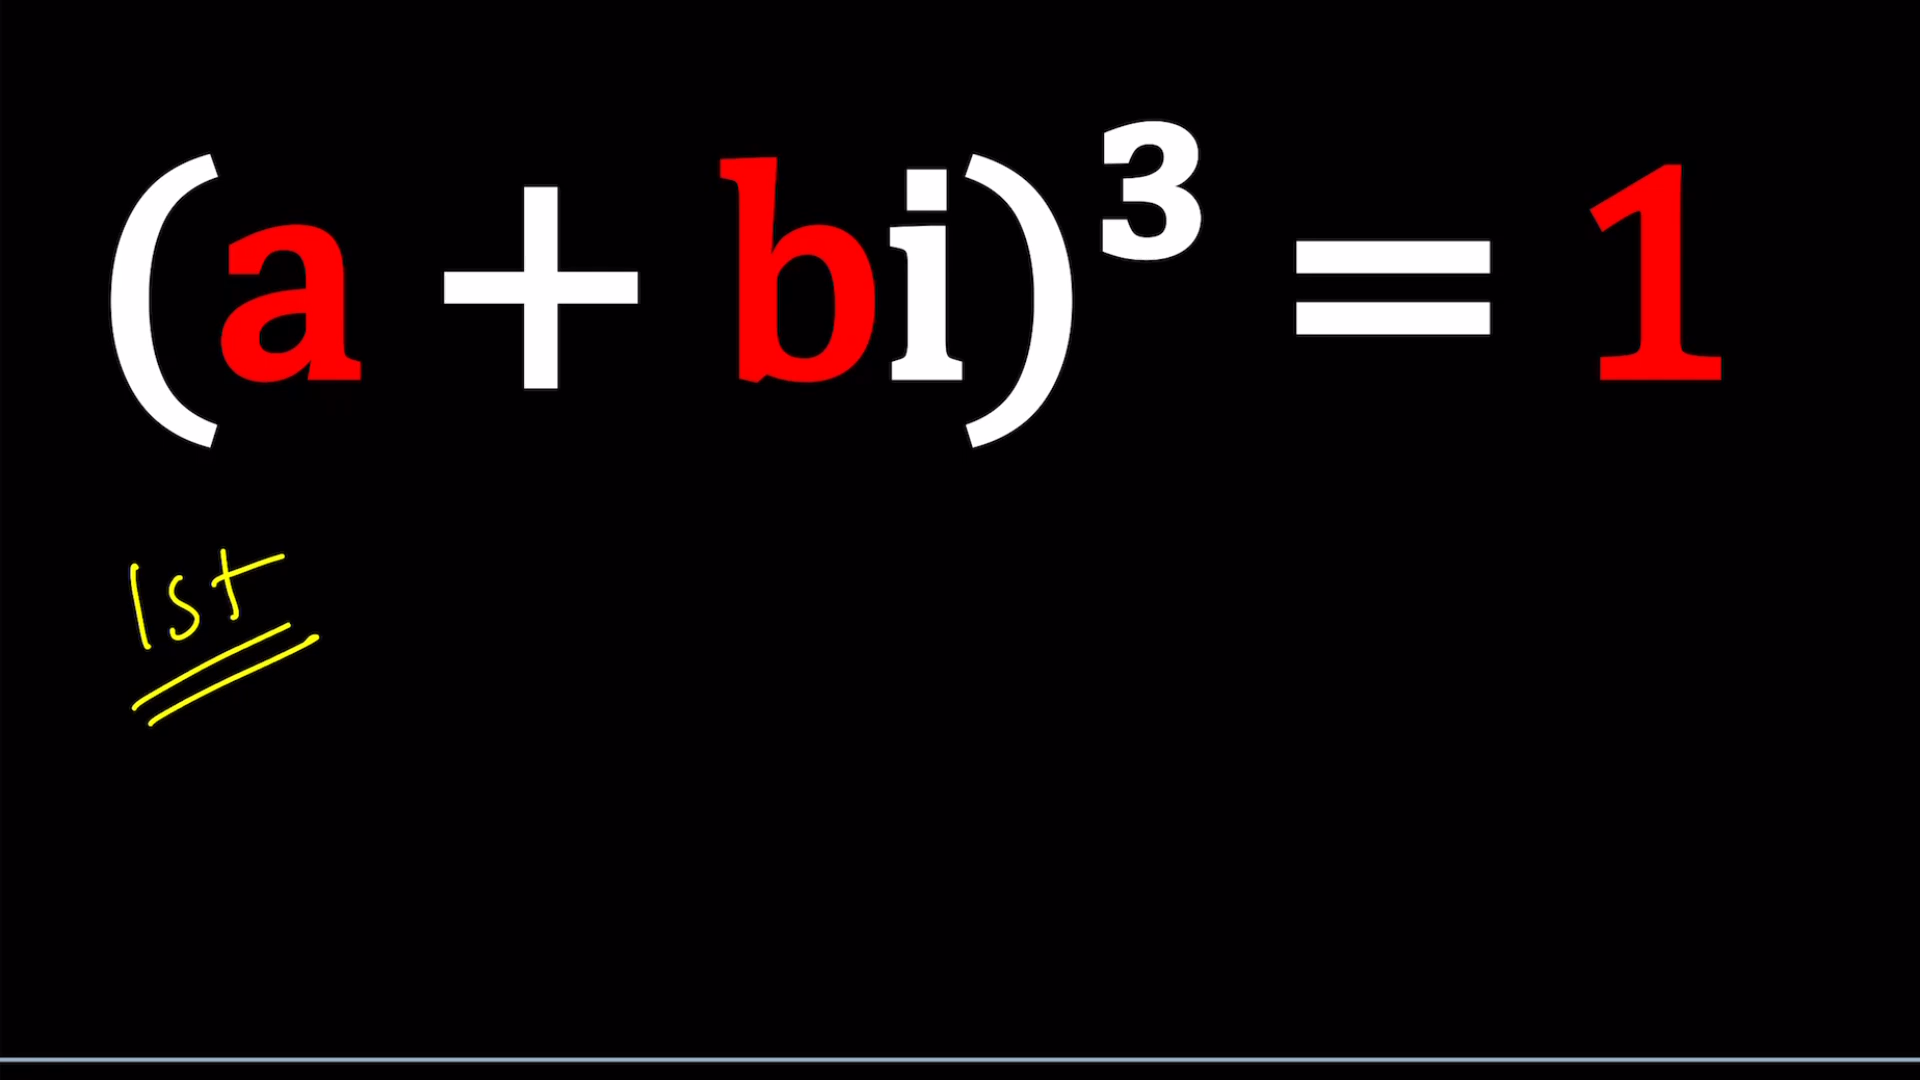 (a + bi)³ = 1
1st